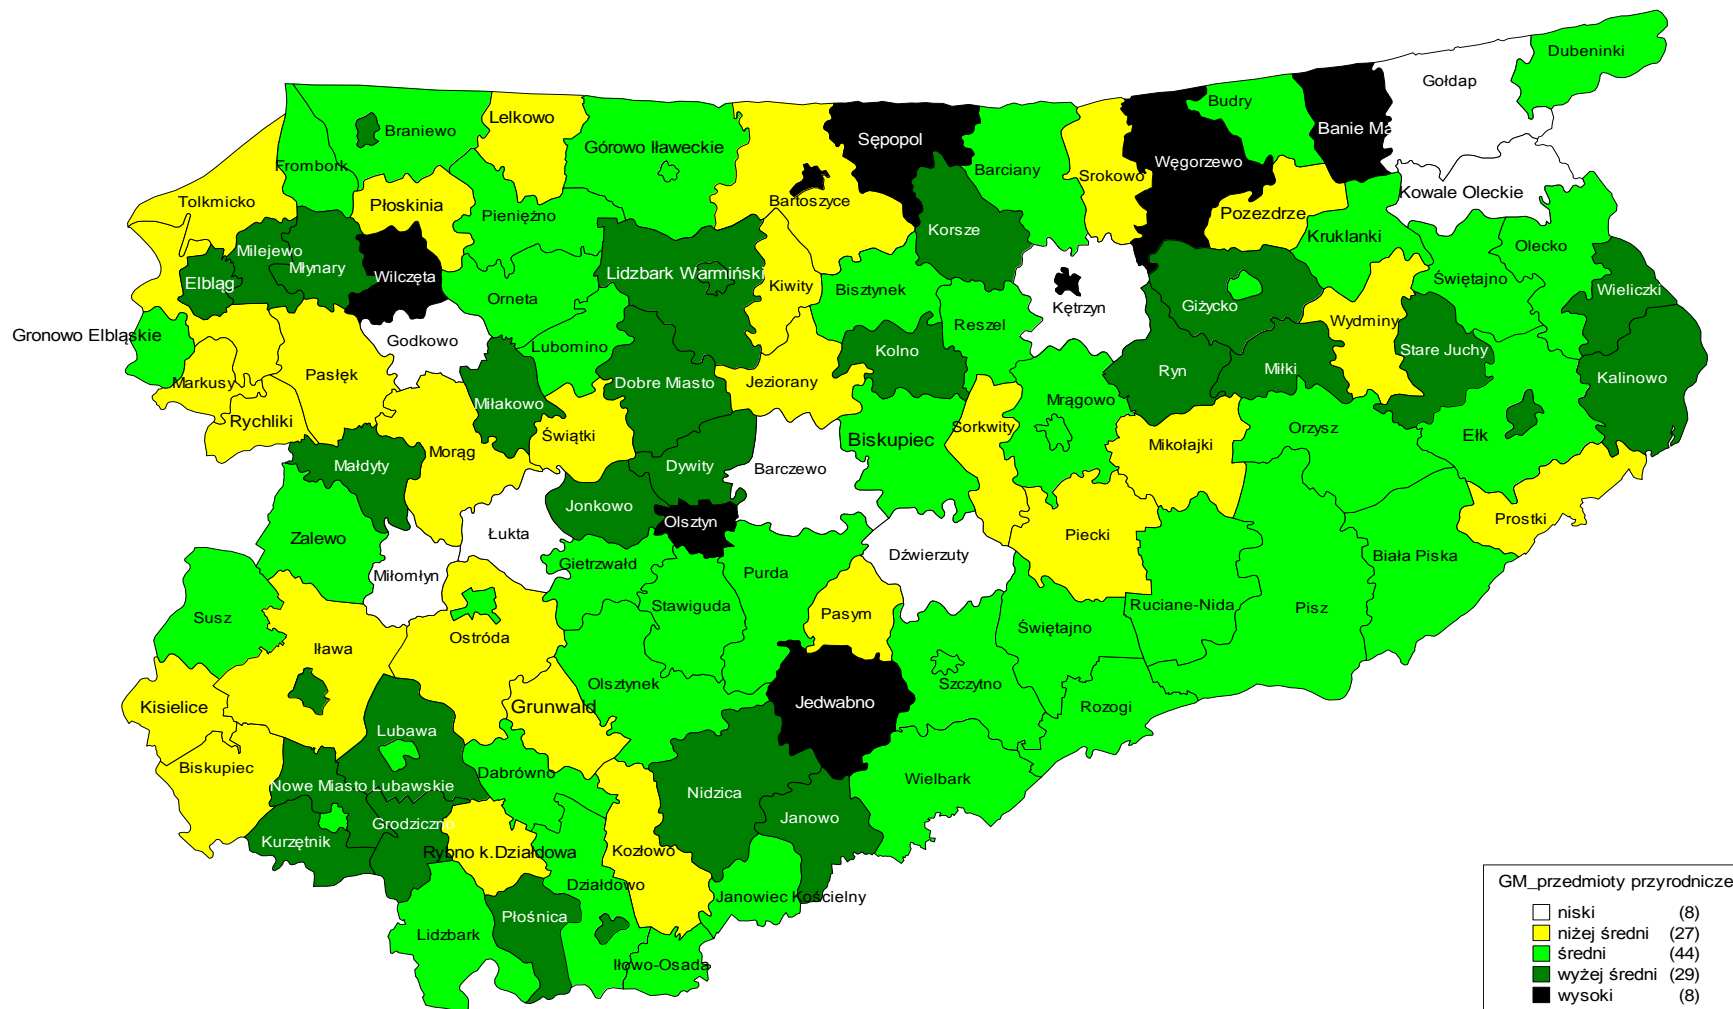 Dubeninki
Gołdap
Budry
Banie Ma
Braniewo
Lelkowo
Sępopol
Górowo Iławeckie
Węgorzewo
Frombork
Barciany
Srokowo
Kowale Oleckie
Tolmicko
Płoskinia
Bartoszyce
Pieniężno
Pozezdrze
Korsze
Kruklanki
Olecko
Milejewo
Młynary
Wilczęta
Lidzbark Warmiński
Elbląg
Kiwity
Bisztynek
Świętajno
Wieliczki
Orneta
Kętrzyn
Giżycko
Reszel
Wydminy
Gronowo Elbląskie
Godkowo
Lubomino
Kolno
Stare Juchy
Pasłęk
Markusy
Dobre Miasto
Jeziorany
Ryn
Miłki
Kalinowo
Miłakowo
Mrągowo
Rychliki
Świątki
Biskupiec
Sorkwity
Orzysz
Ełk
Morąg
Mikołajki
Małdyty
Dywity
Barczewo
Jonkowo
Olsztyn
Prostki
Zalewo
Łukta
Piecki
Gietrzwałd
Dźwierzuty
Biała Piska
Miłomłyn
Purda
Stawiguda
Ruciane-Nida
Pisz
Susz
Pasym
Świętajno
Ostróda
Iława
Olsztynek
Szczytno
Kisielice
Grunwald
Jedwabno
Rozogi
Lubawa
Biskupiec
Dabrówno
Wielbark
Nowe Miasto Lubawskie
Nidzica
Grodziczno
Janowo
Kurzętnik
Rybno k.Działdowa
Kozłowo
Działdowo
Janowiec Kościelny
Płośnica
Lidzbark
Iłowo-Osada
GM_przedmioty przyrodnicze
niski (8)
niżej średni (27)
średni (44)
wyżej średni (29)
wysoki (8)